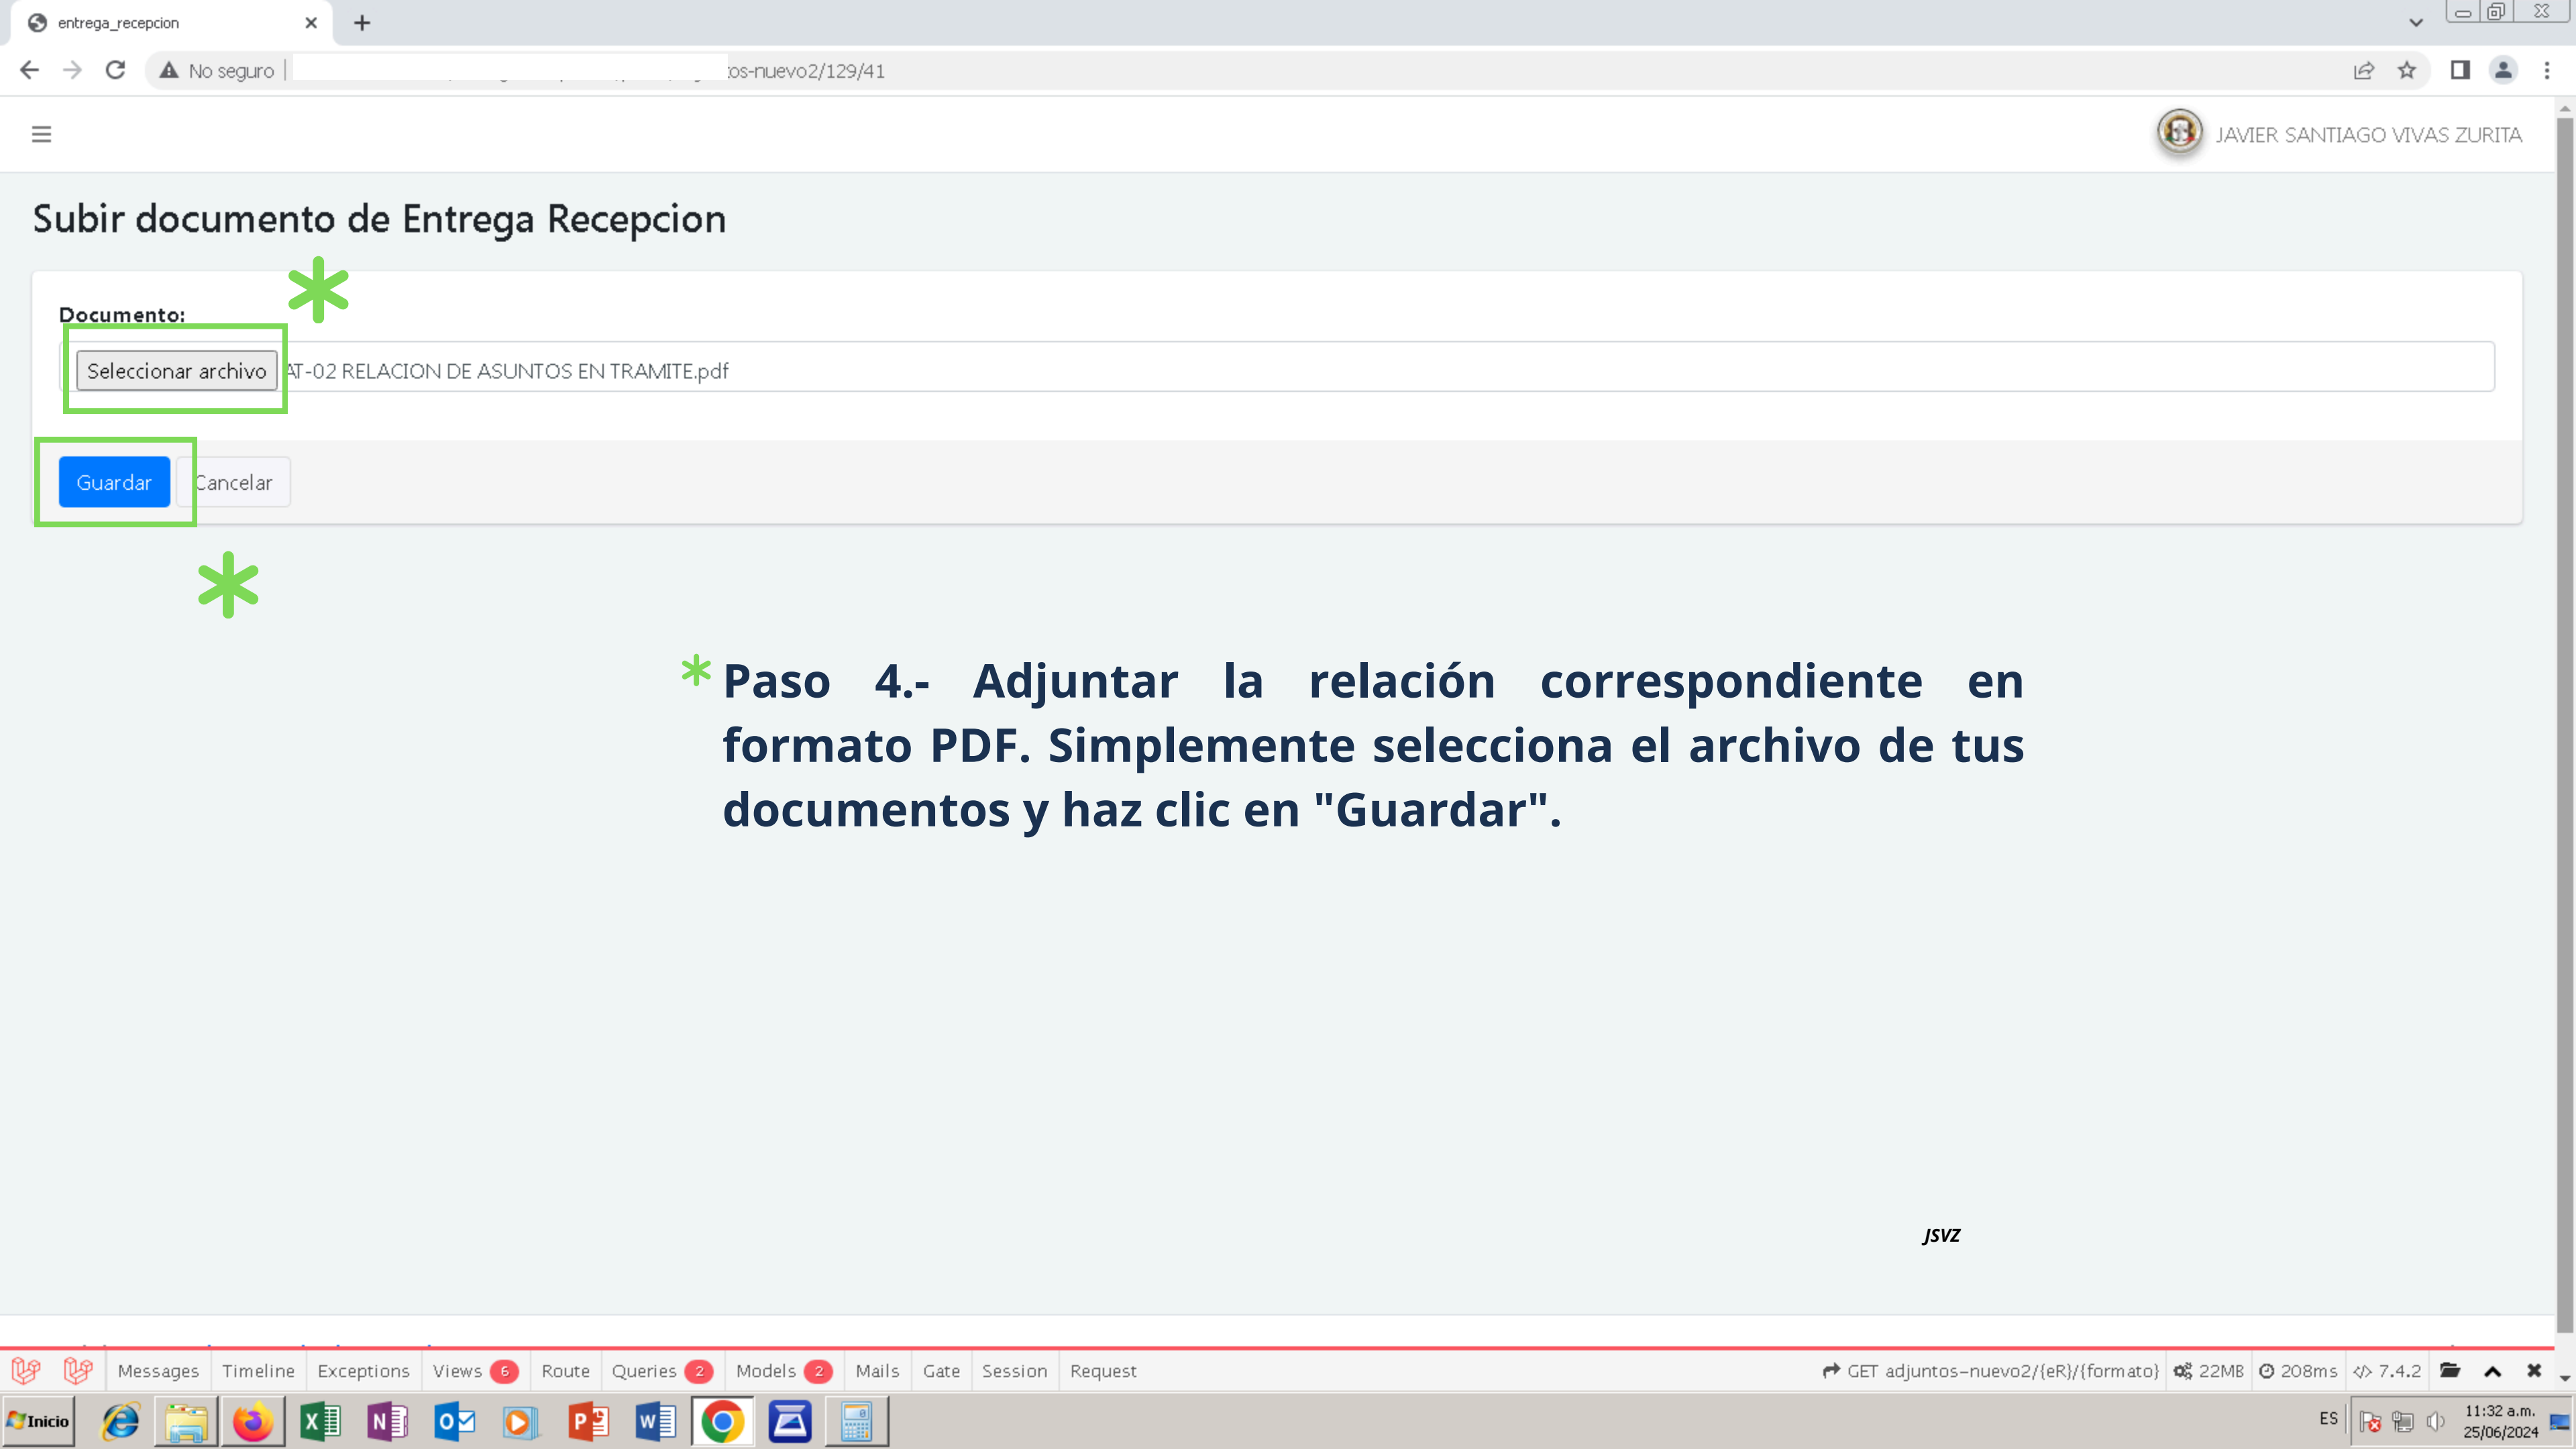 entrega_recepcion
No seguro
os-nuevo2/129/41
JAVIER SANTIAGO VIVAS ZURITA
Subir documento de Entrega Recepcion
Documento:
Seleccionar archivo AT-02 RELACION DE ASUNTOS EN TRAMITE.pdf
Guardar Cancelar
Paso 4.- Adjuntar la relación correspondiente en
formato PDF. Simplemente selecciona el archivo de tus
documentos y haz clic en "Guardar".
JSVZ
Messages Timeline Exceptions Views 6 Route Queries 2 Models 2 Mails Gate Session Request GET adjuntos-nuevo2/{eR}/{formato} 22MB 208ms 7.4.2
Inicio ES 11:32 a.m.
25/06/2024